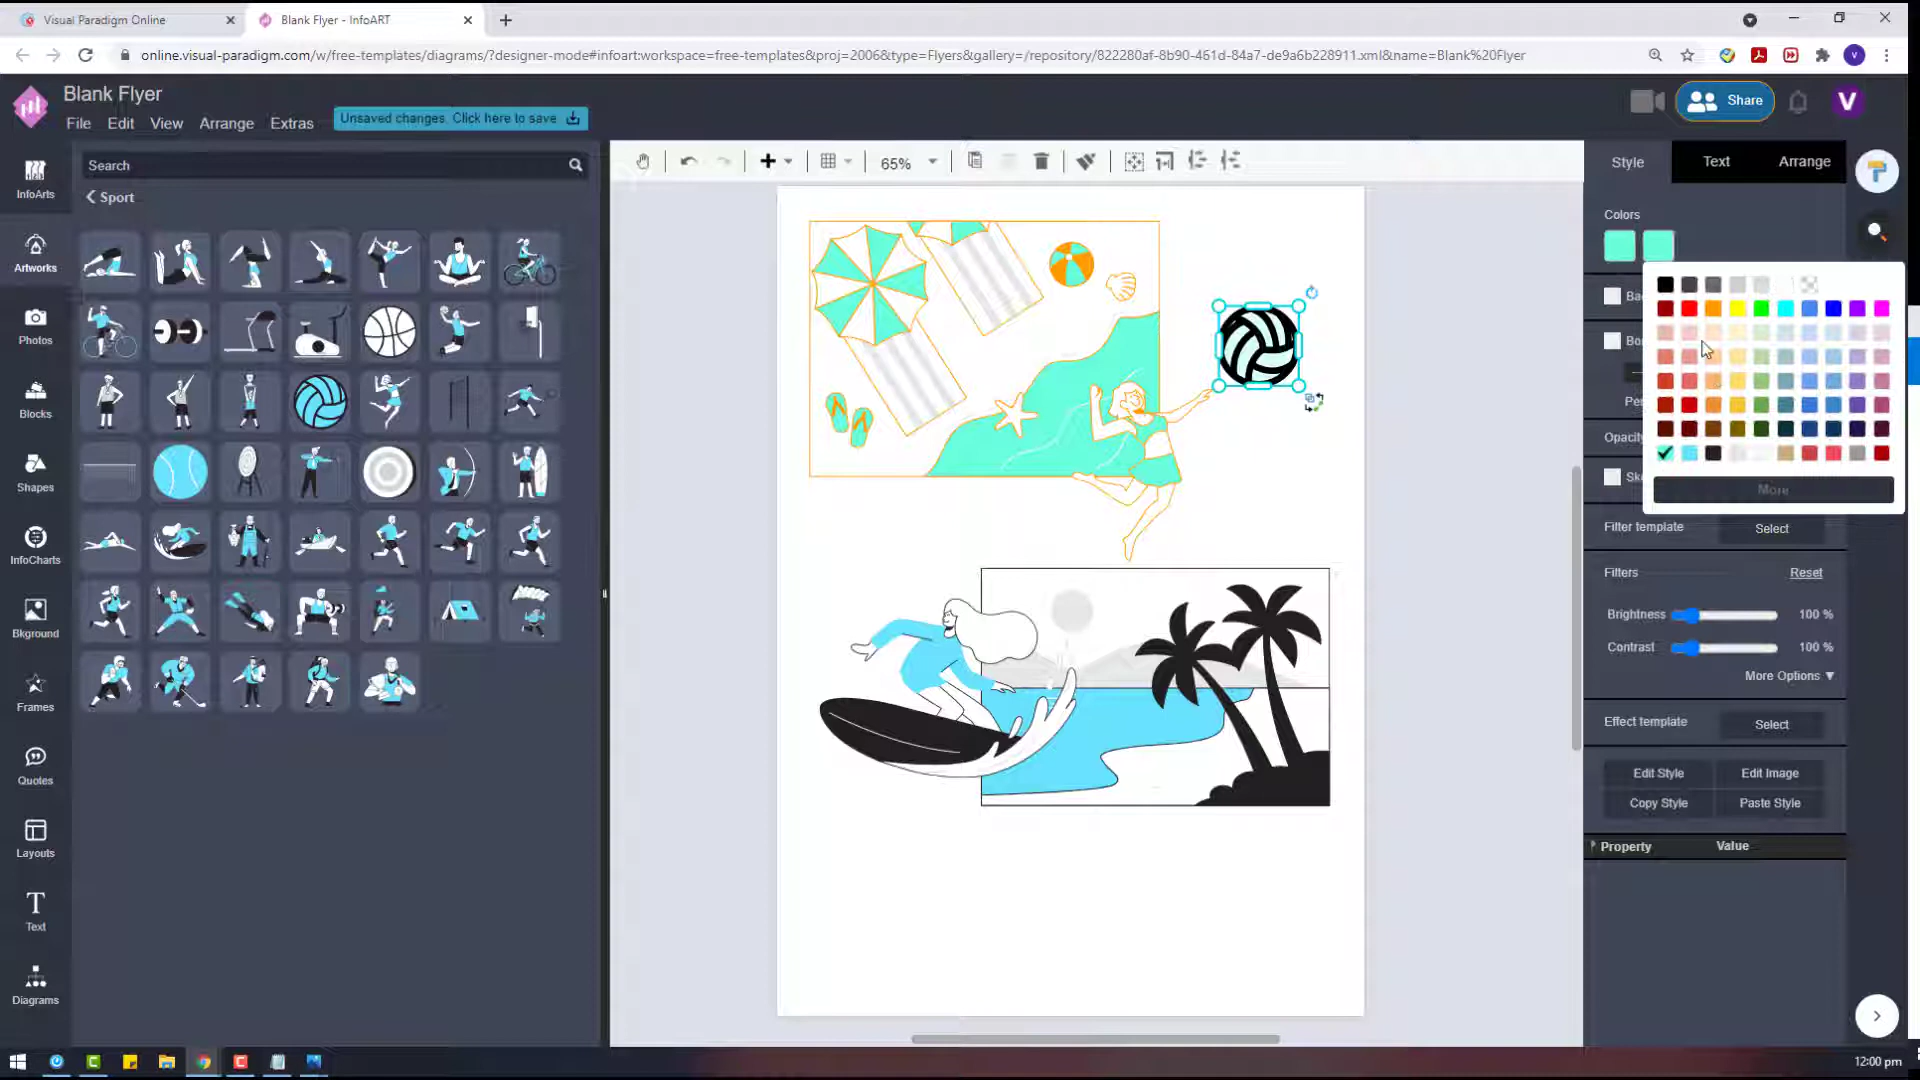 Visual Paradigm Online
Blank Flyer - InfoART
online.visual-paradigm.com/w/free-templates/diagrams/?designer-mode#infoart:workspace=free-templates&proj=2006&type=Flyers&gallery=/repository/822280af-8b90-461d-84a7-de9a6b228911.xml&name=Blank%20Flyer
V
Blank Flyer
File
Edit
View
Arrange
Extras
Unsaved changes. Click here to save
Share
V
InfoArts
Artworks
Photos
Blocks
Shapes
InfoCharts
Bkground
Frames
Quotes
Layouts
T
Text
Diagrams
Search
Sport
65%
Style
Text
Arrange
Colors
Ba
Bo
Pe
Opacity
Sk
More
Filter template
Select
Filters
Reset
Brightness
100 %
Contrast
100 %
More Options
Effect template
Select
Edit Style
Edit Image
Copy Style
Paste Style
Property
Value
12:00 pm